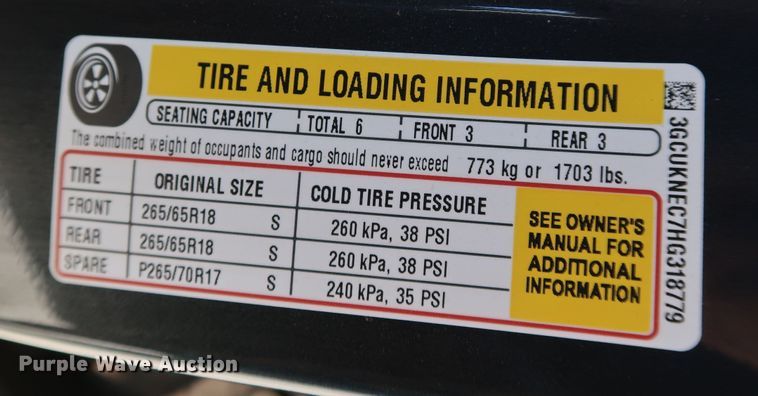 TIRE AND LOADING INFORMATION
SEATING CAPACITY TOTAL 6 FRONT 3 REAR 3
The combined weight of occupants and cargo should never exceed 773 kg or 1703 lbs.
TIRE ORIGINAL SIZE COLD TIRE PRESSURE
FRONT 265/65R18 S 260 kPa, 38 PSI
REAR 265/65R18 S 260 kPa, 38 PSI
SPARE P265/70R17 S 240 kPa, 35 PSI
SEE OWNER'S
MANUAL FOR
ADDITIONAL
INFORMATION
3GCUKNEC7HG318779
Purple Wave Auction